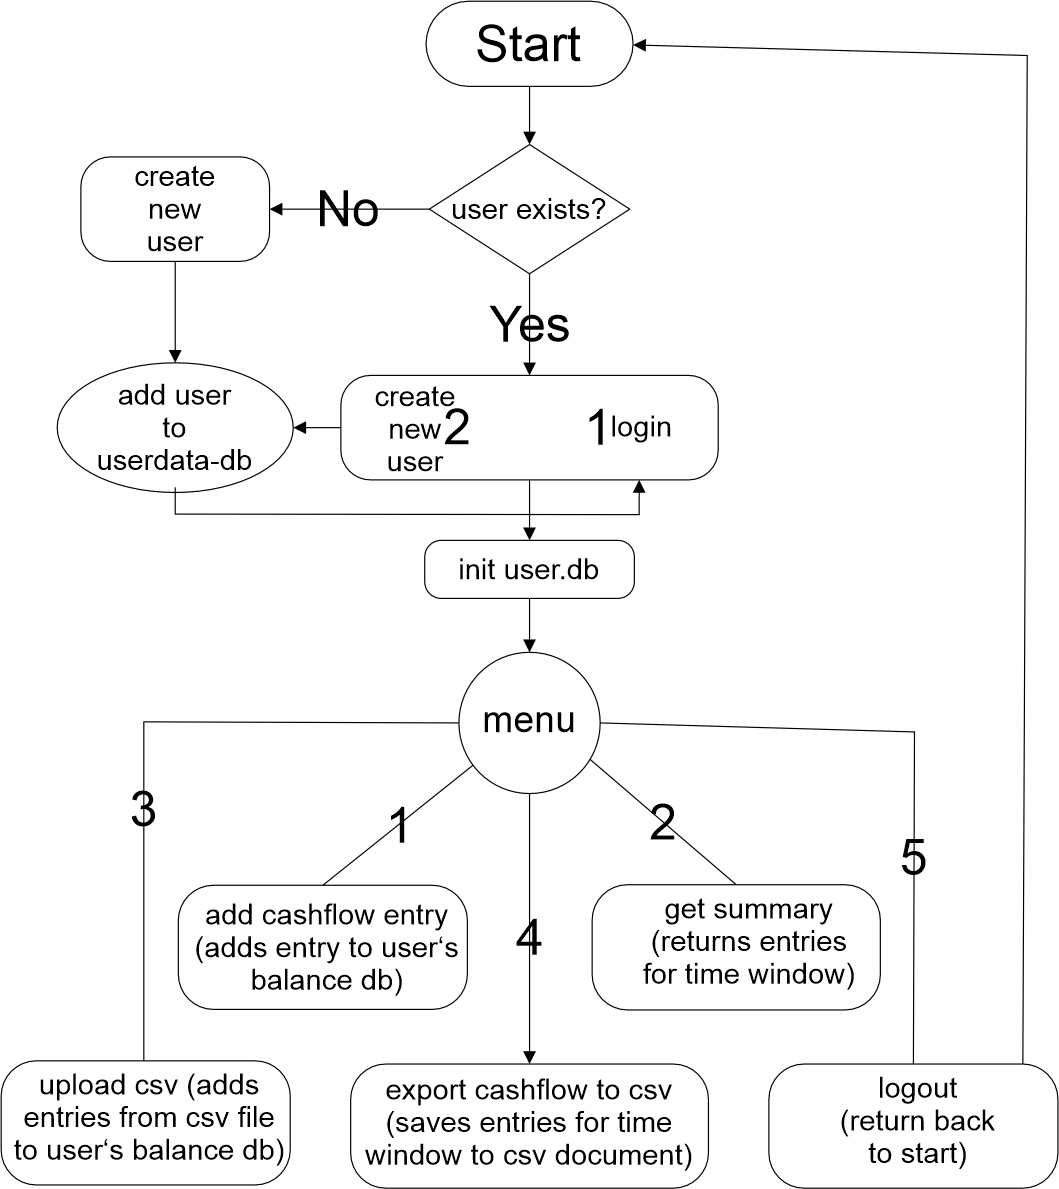 Start
create
new
user
No
user exists?
Yes
add user
to
userdata-db
create
new 2
user
1 login
init user.db
menu
3
1
2
4
5
add cashflow entry
(adds entry to user‘s
balance db)
get summary
(returns entries
for time window)
upload csv (adds
entries from csv file
to user‘s balance db)
export cashflow to csv
(saves entries for time
window to csv document)
logout
(return back
to start)